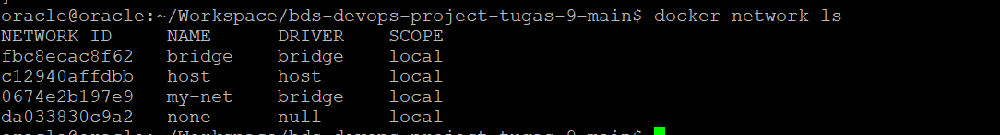 oracle@oracle:~/Workspace/bds-devops-project-tugas-9-main$ docker network ls
NETWORK ID     NAME      DRIVER    SCOPE
fbc8ecac8f62   bridge    bridge    local
c12940affdbb   host      host      local
0674e2b197e9   my-net    bridge    local
da033830c9a2   none      null      local
oracle@oracle:~/Workspace/bds-devops-project-tugas-9-main$